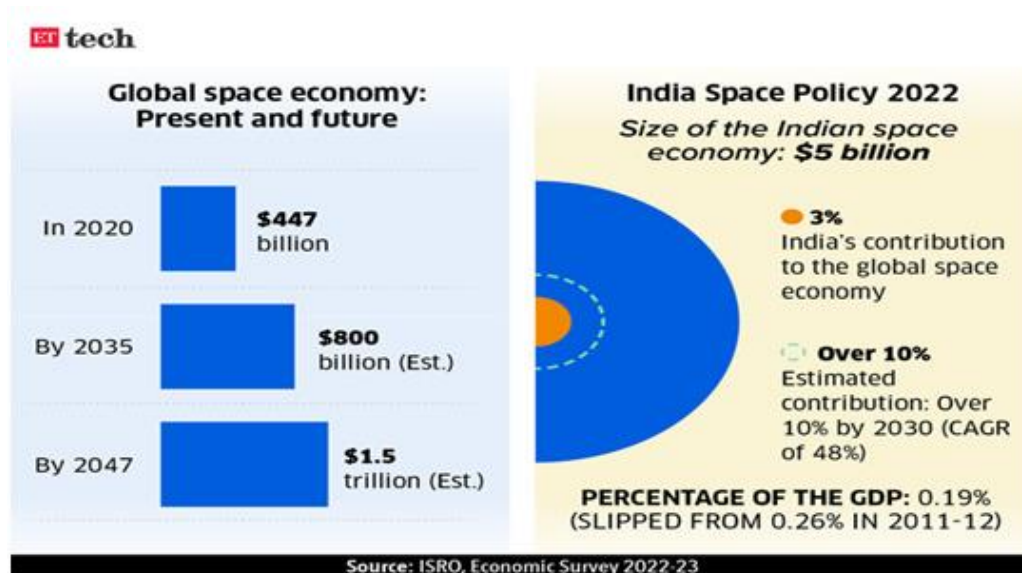 ET tech
Global space economy:
Present and future
In 2020
$447
billion
By 2035
$800
billion (Est.)
By 2047
$1.5
trillion (Est.)
India Space Policy 2022
Size of the Indian space
economy: $5 billion
3%
India's contribution
to the global space
economy
Over 10%
Estimated
contribution: Over
10% by 2030 (CAGR
of 48%)
PERCENTAGE OF THE GDP: 0.19%
(SLIPPED FROM 0.26% IN 2011-12)
Source: ISRO, Economic Survey 2022-23